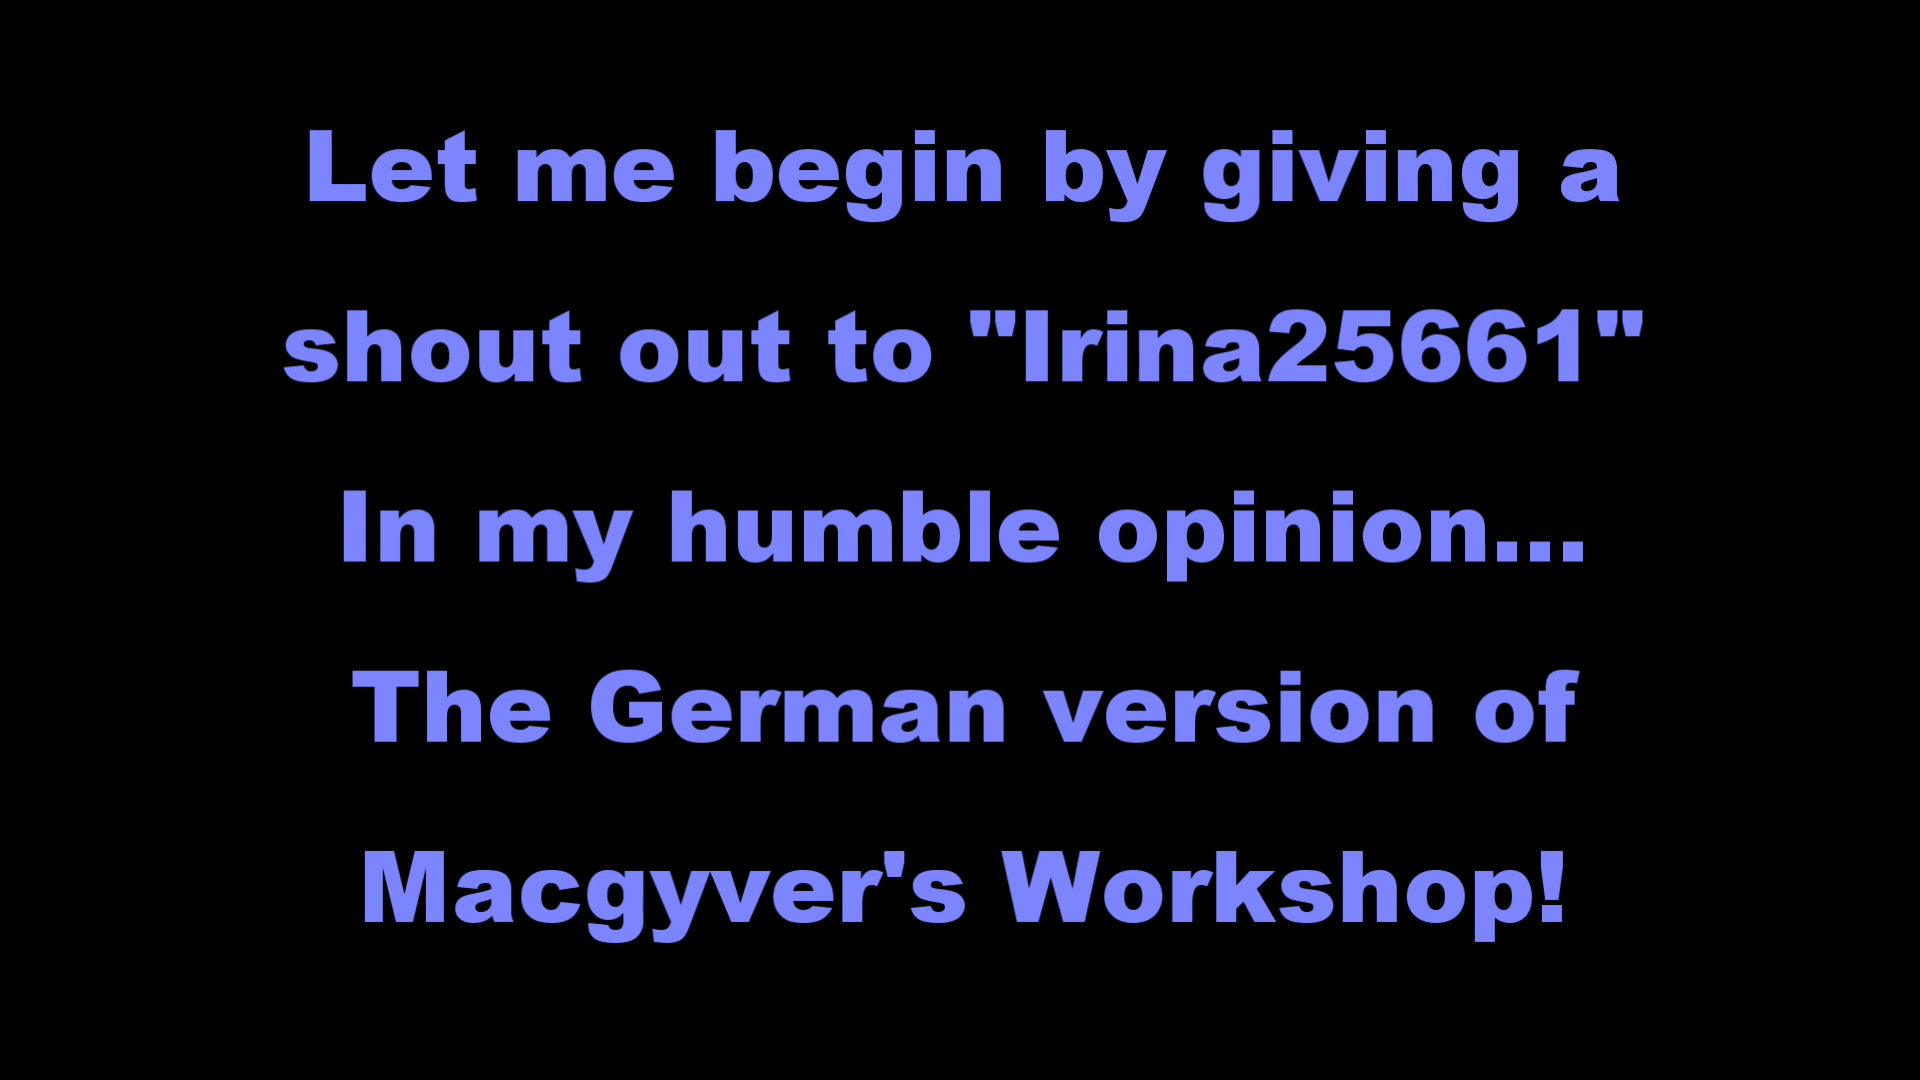 Let me begin by giving a
shout out to "Irina25661"
In my humble opinion...
The German version of
Macgyver's Workshop!